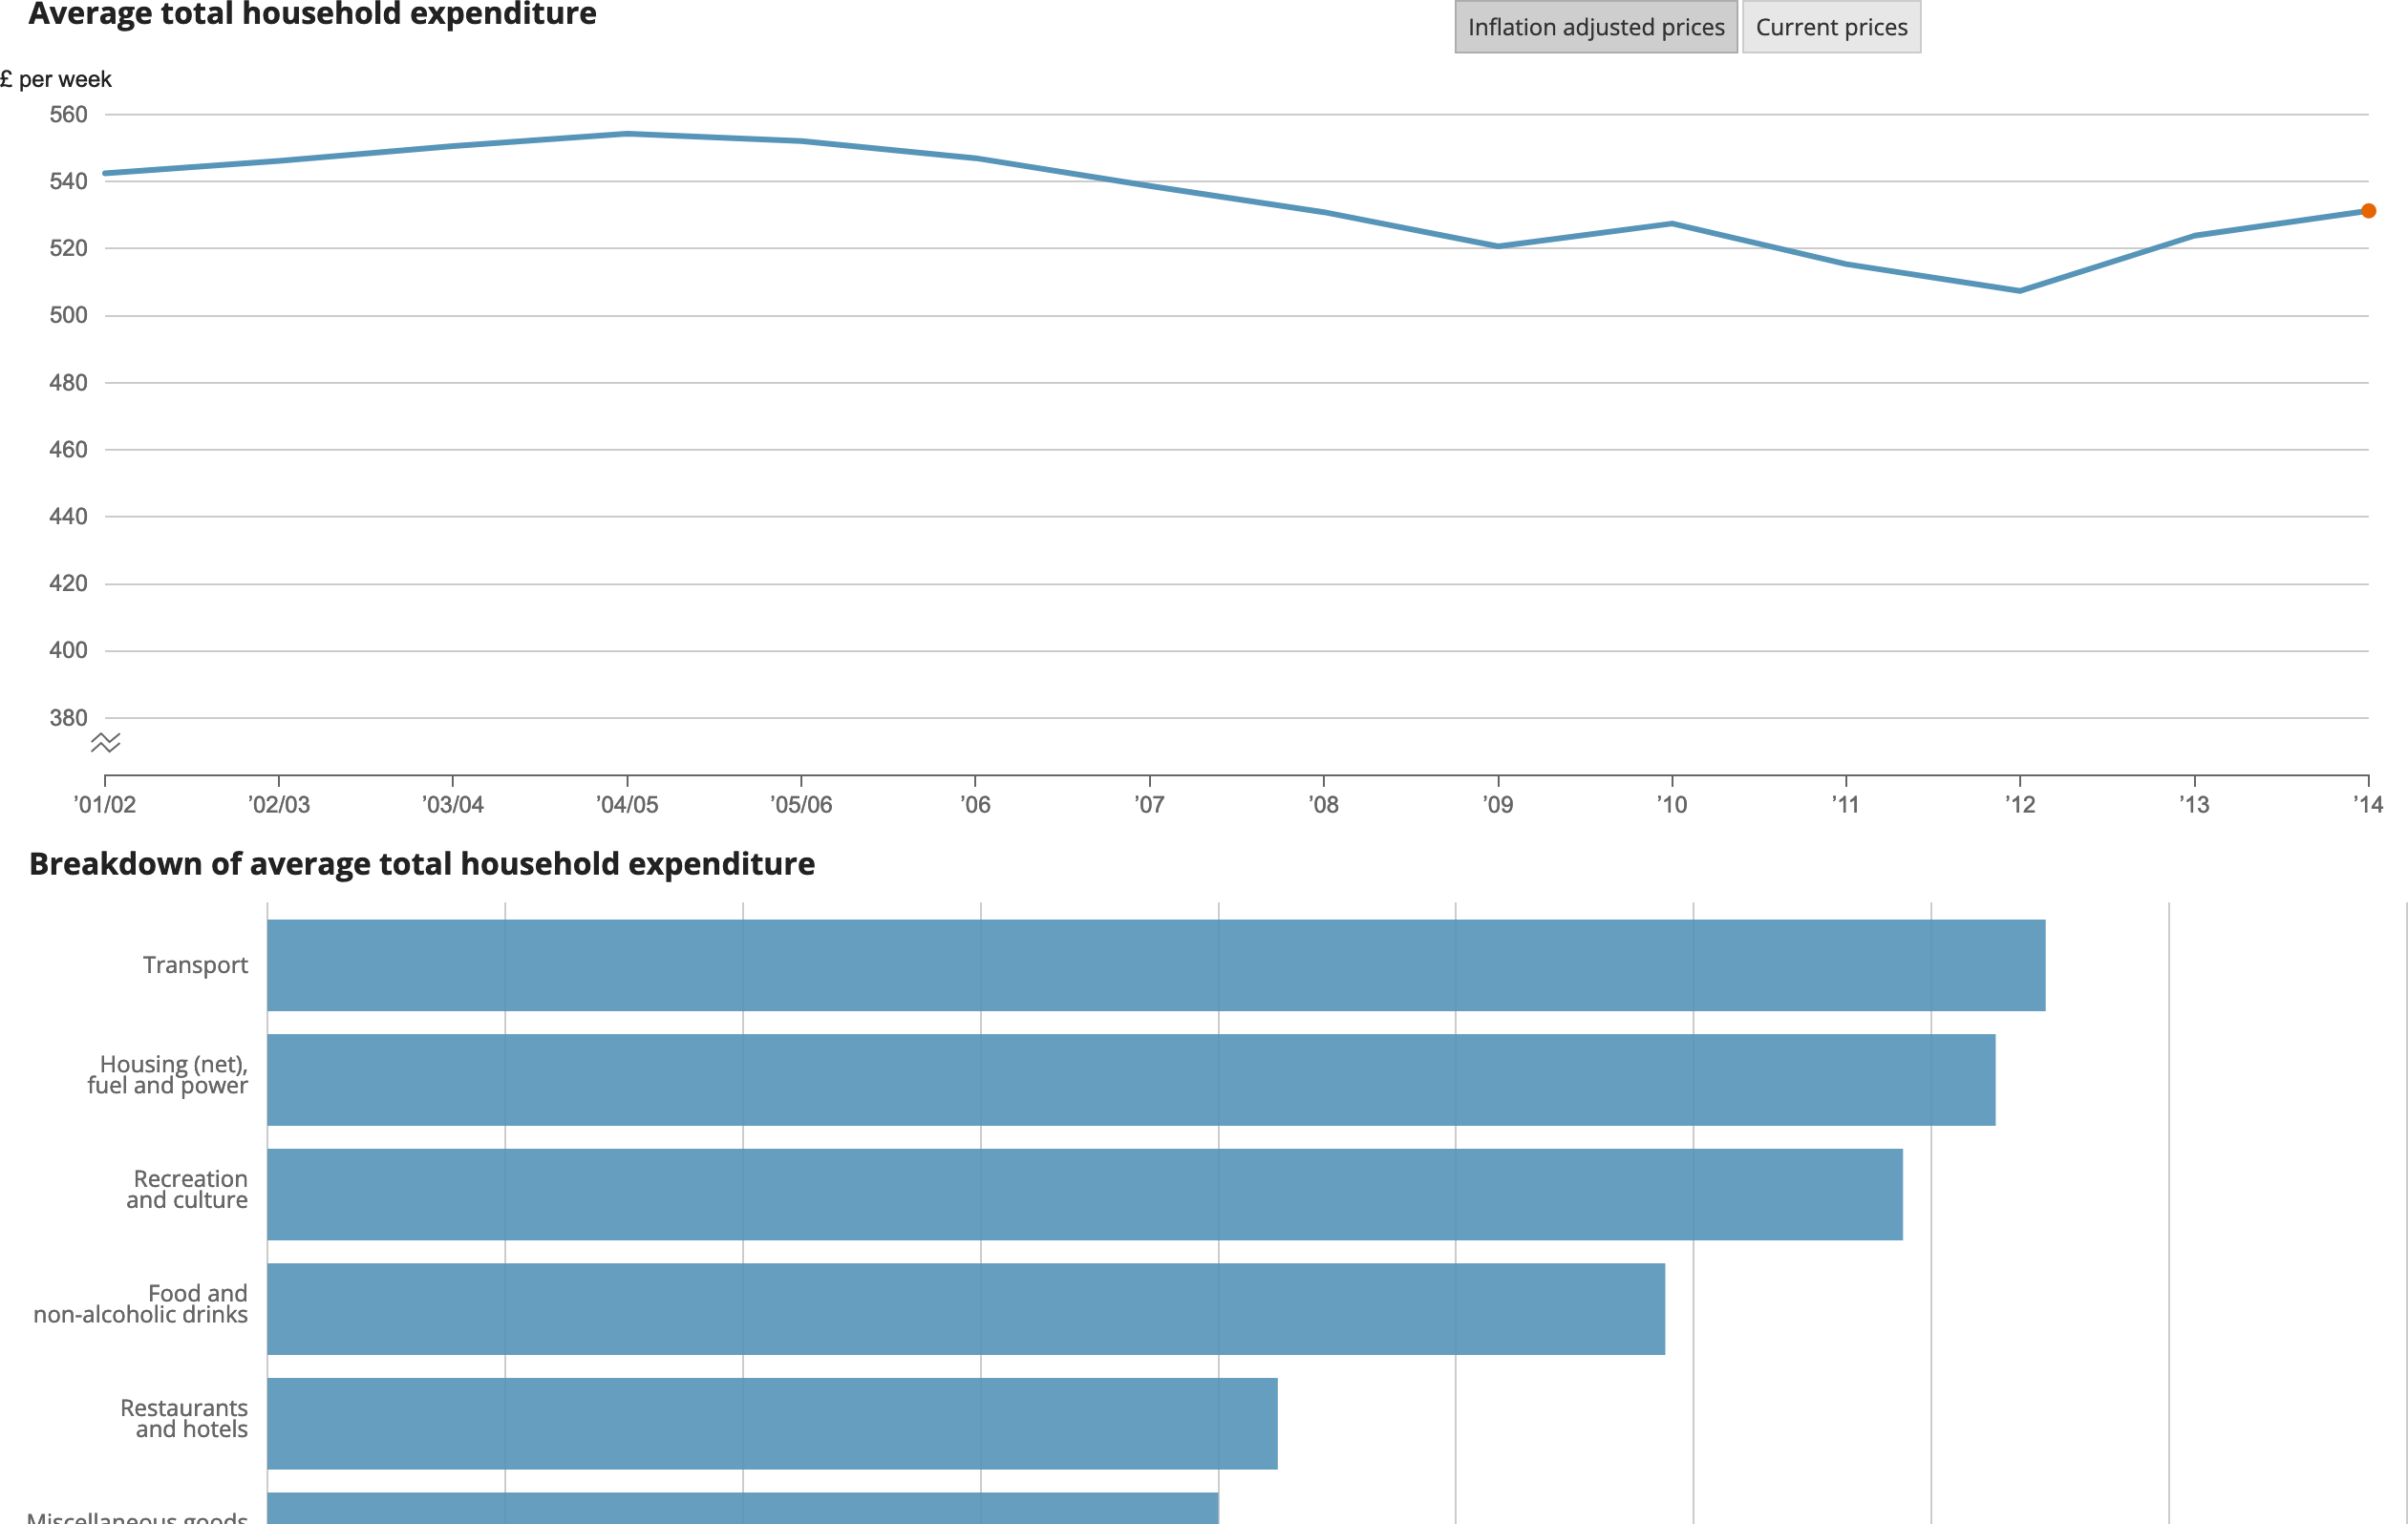 Average total household expenditure
Inflation adjusted prices
Current prices
£ per week
560
540
520
500
480
460
440
420
400
380
’01/02
’02/03
’03/04
’04/05
’05/06
’06
’07
’08
’09
’10
’11
’12
’13
’14
Breakdown of average total household expenditure
Transport
Housing (net),
fuel and power
Recreation
and culture
Food and
non-alcoholic drinks
Restaurants
and hotels
Miscellaneous goods